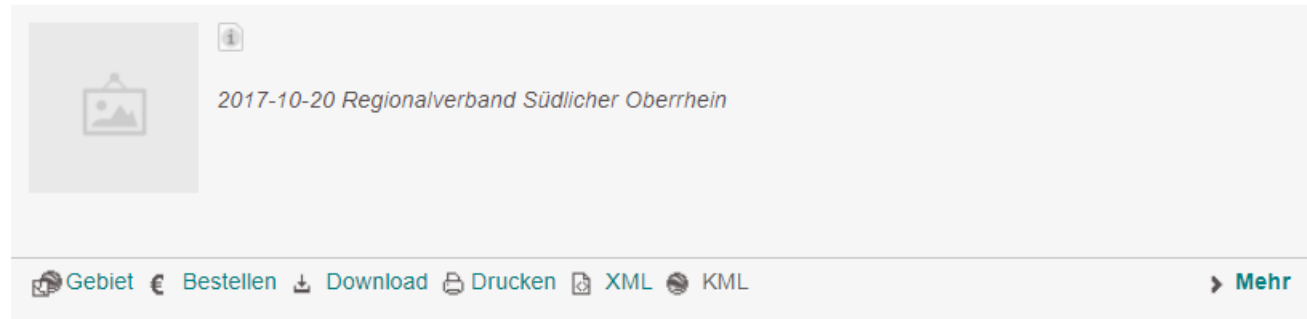 2017-10-20 Regionalverband Südlicher Oberrhein
Gebiet € Bestellen Download Drucken XML KML Mehr